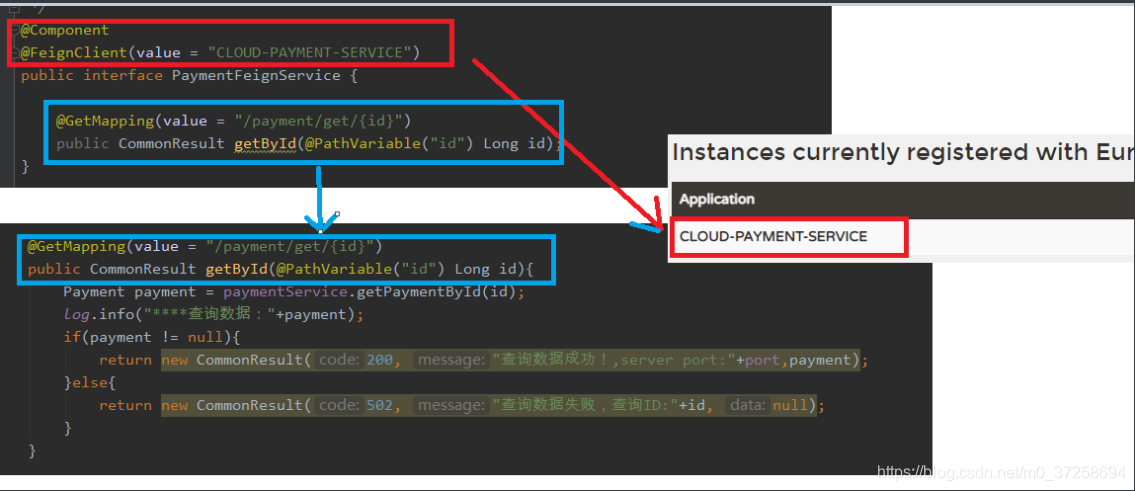 */
@Component
@FeignClient(value = "CLOUD-PAYMENT-SERVICE")
public interface PaymentFeignService {
@GetMapping(value = "/payment/get/{id}")
public CommonResult getById(@PathVariable("id") Long id);
}
Instances currently registered with Eur
Application
CLOUD-PAYMENT-SERVICE
@GetMapping(value = "/payment/get/{id}")
public CommonResult getById(@PathVariable("id") Long id){
Payment payment = paymentService.getPaymentById(id);
log.info("****查询数据："+payment);
if(payment != null){
return new CommonResult( code: 200, message: "查询数据成功！,server port:"+port,payment);
}else{
return new CommonResult( code: 502, message: "查询数据失败，查询ID:"+id, data: null);
}
}
https://blog.csdn.net/m0_37258694